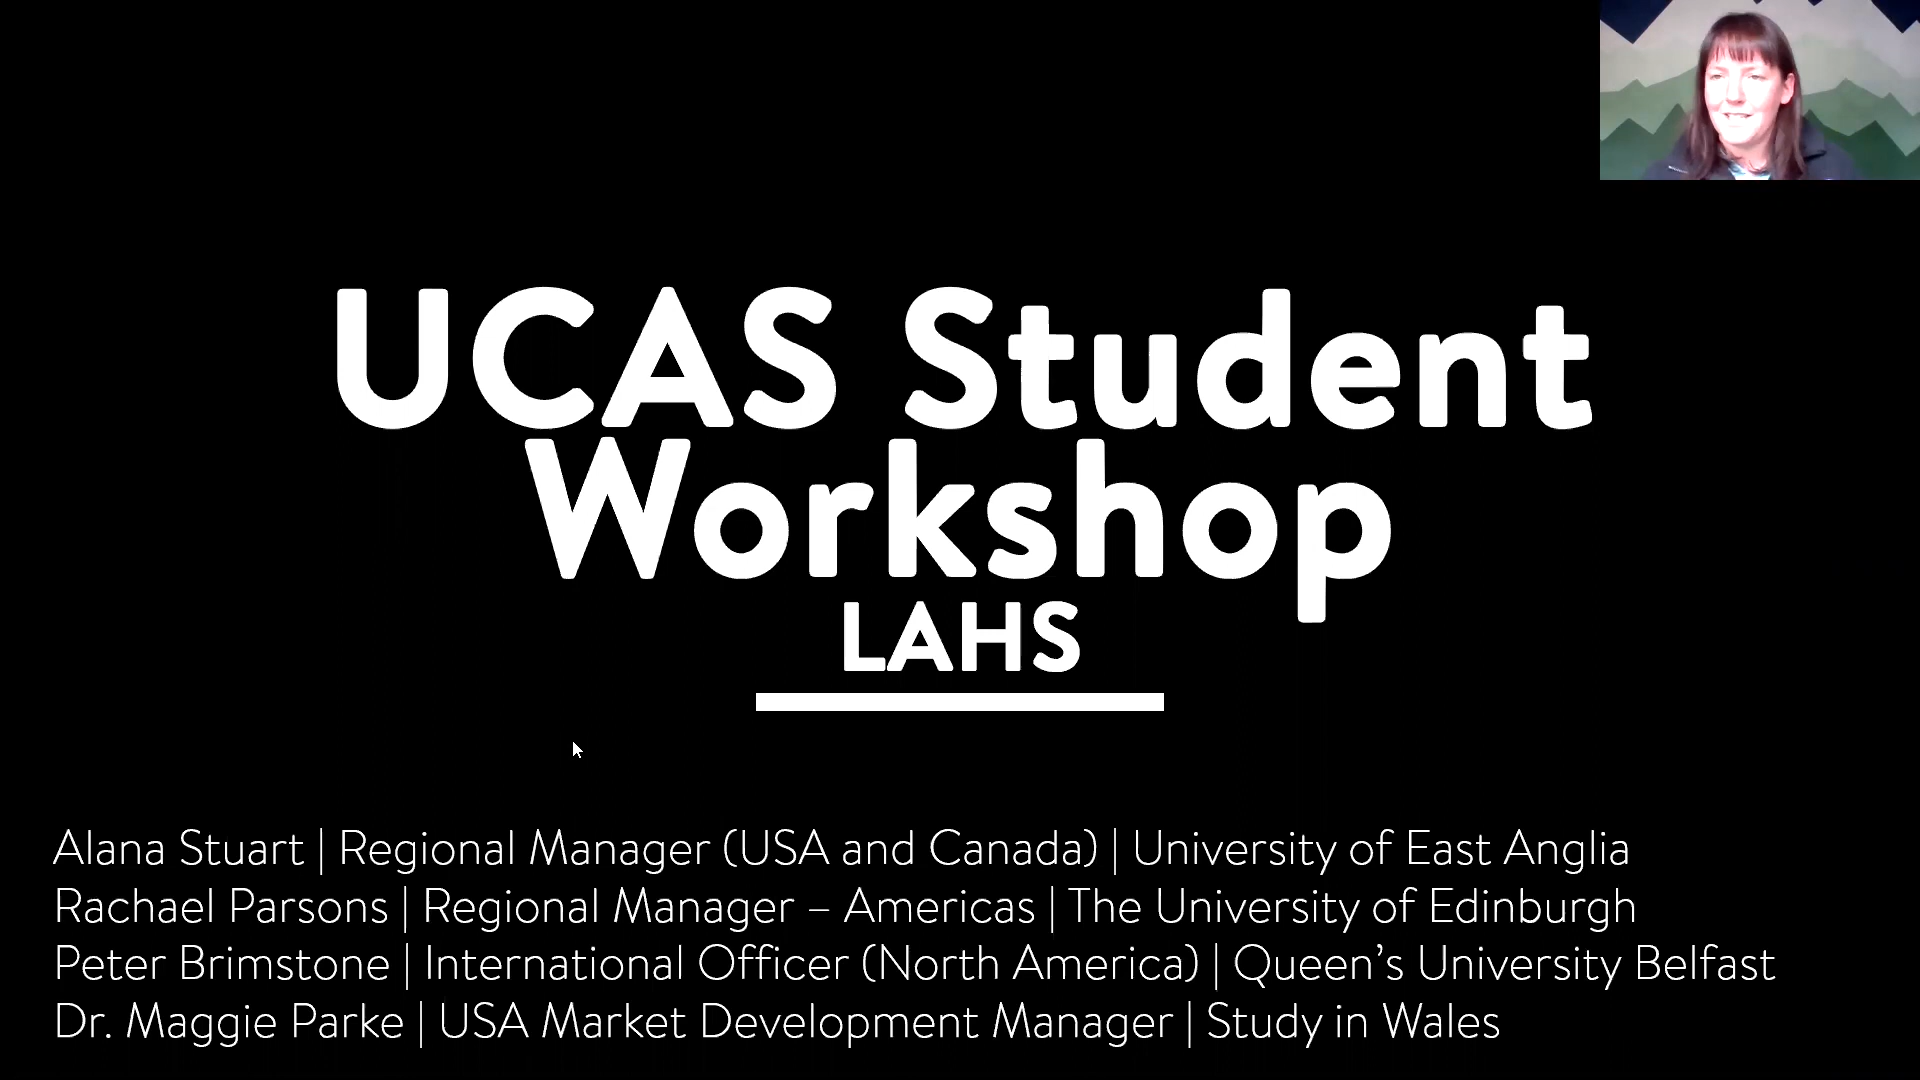 UCAS Student
Workshop
LAHS
Alana Stuart | Regional Manager (USA and Canada) | University of East Anglia
Rachael Parsons | Regional Manager – Americas | The University of Edinburgh
Peter Brimstone | International Officer (North America) | Queen’s University Belfast
Dr. Maggie Parke | USA Market Development Manager | Study in Wales